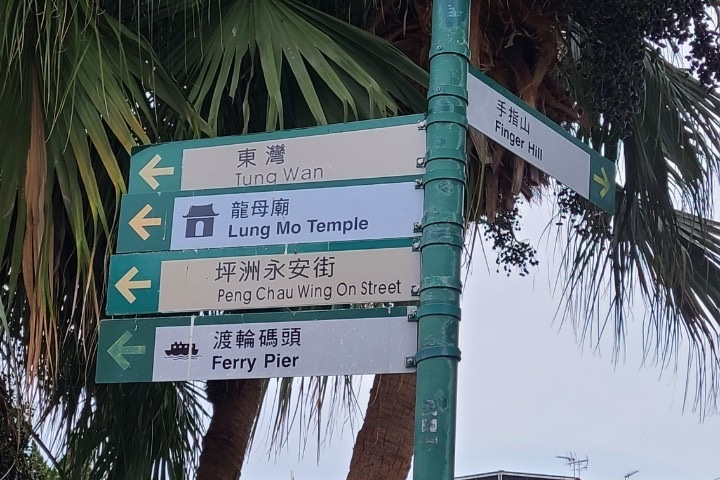 東灣
Tung Wan
龍母廟
Lung Mo Temple
坪洲永安街
Peng Chau Wing On Street
渡輪碼頭
Ferry Pier
手指山
Finger Hill